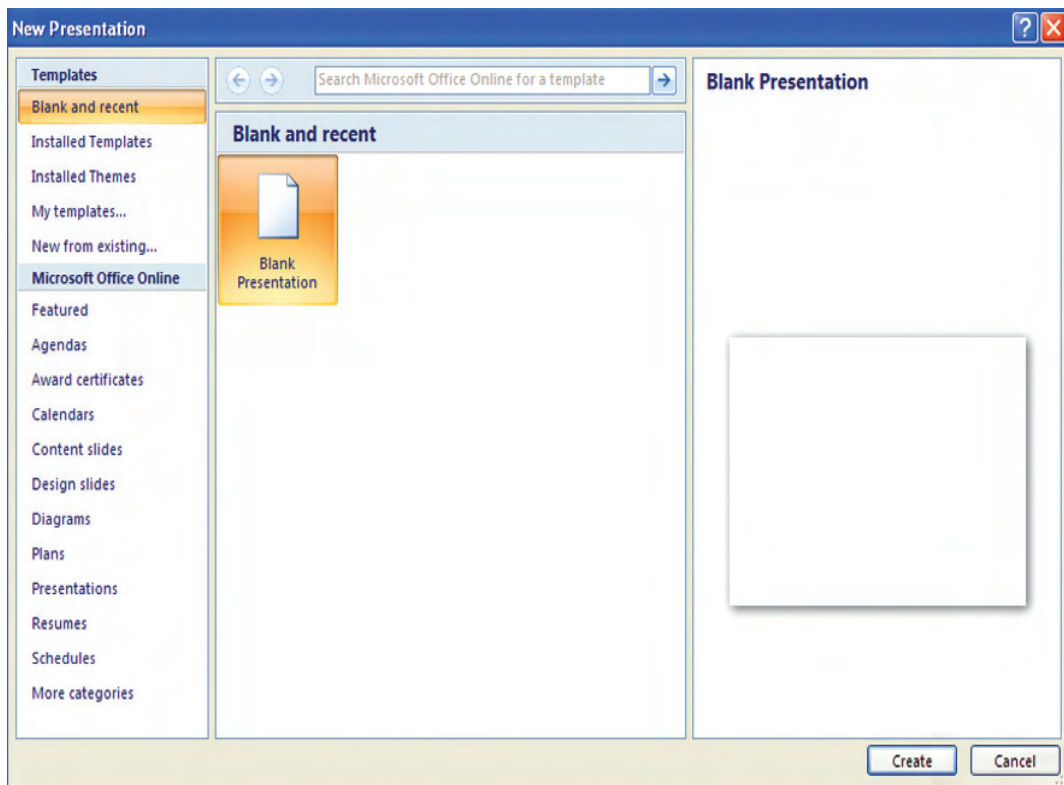 New Presentation
Templates
Blank and recent
Installed Templates
Installed Themes
My templates...
New from existing...
Microsoft Office Online
Featured
Agendas
Award certificates
Calendars
Content slides
Design slides
Diagrams
Plans
Presentations
Resumes
Schedules
More categories
Search Microsoft Office Online for a template
Blank and recent
Blank
Presentation
Blank Presentation
Create
Cancel